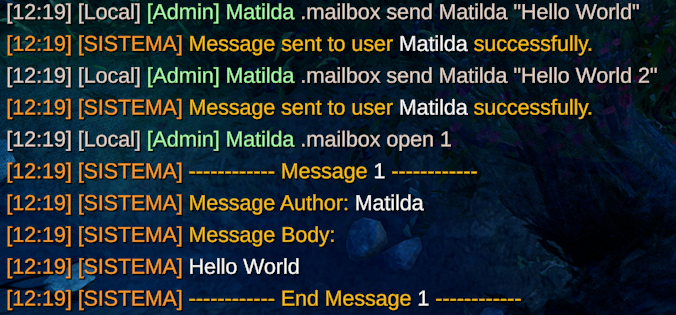 [12:19] [Local] [Admin] Matilda .mailbox send Matilda "Hello World"
[12:19] [SISTEMA] Message sent to user Matilda successfully.
[12:19] [Local] [Admin] Matilda .mailbox send Matilda "Hello World 2"
[12:19] [SISTEMA] Message sent to user Matilda successfully.
[12:19] [Local] [Admin] Matilda .mailbox open 1
[12:19] [SISTEMA] ------------ Message 1 ------------
[12:19] [SISTEMA] Message Author: Matilda
[12:19] [SISTEMA] Message Body:
[12:19] [SISTEMA] Hello World
[12:19] [SISTEMA] ------------ End Message 1 ------------